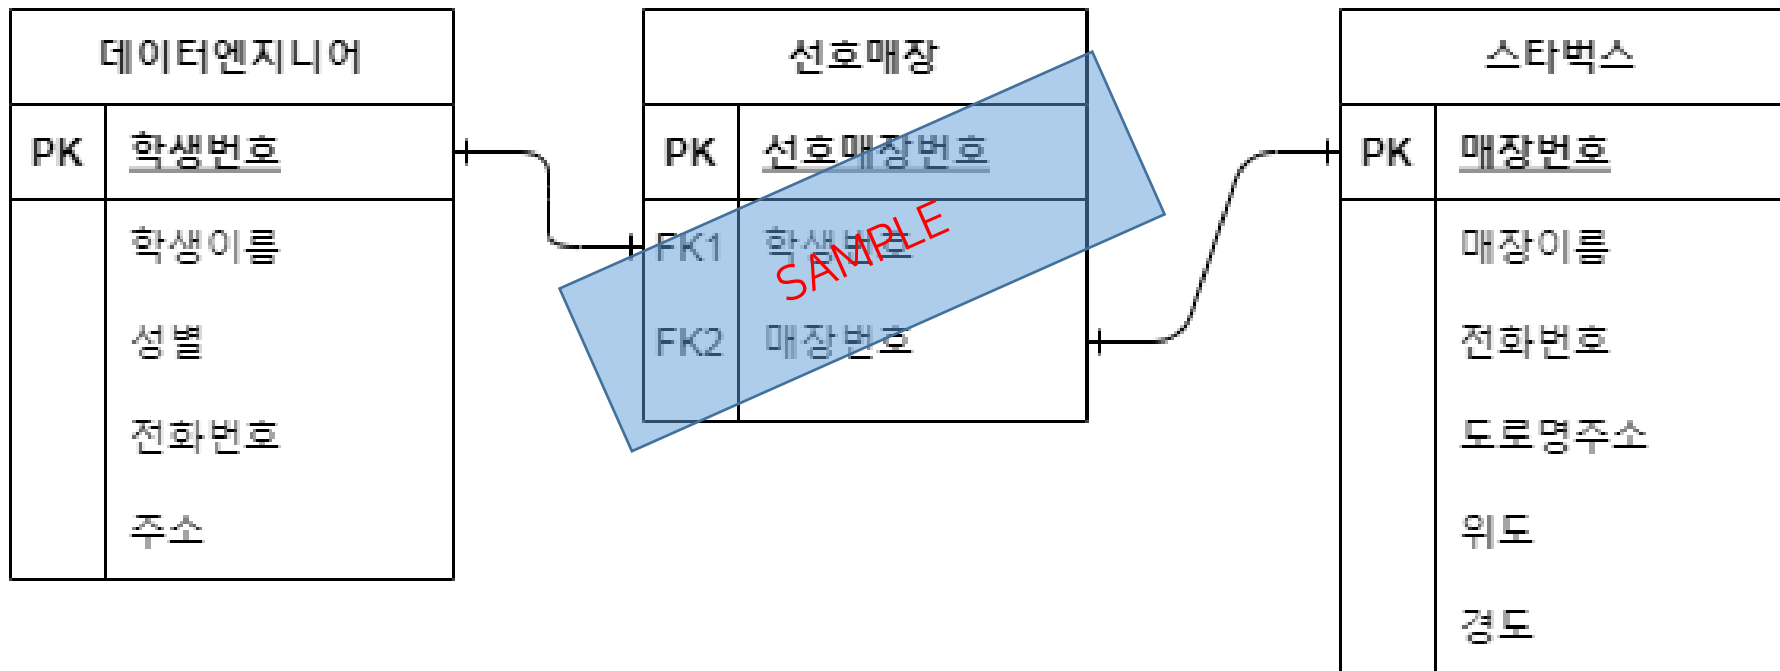 데이터엔지니어
PK 학생번호
학생이름
성별
전화번호
주소
선호매장
PK 선호매장번호
FK1 학생번호
FK2 매장번호
SAMPLE
스타벅스
PK 매장번호
매장이름
전화번호
도로명주소
위도
경도